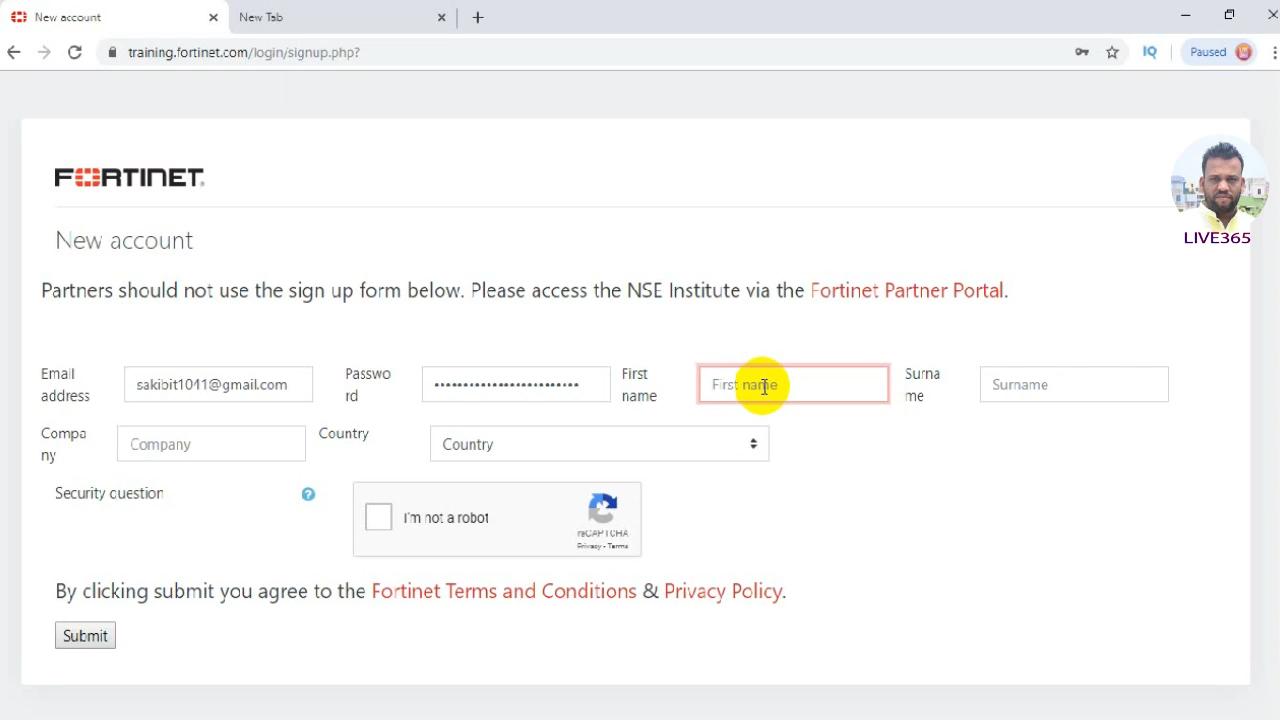 New account
New Tab
training.fortinet.com/login/signup.php?
IQ
Paused
FORTINET
LIVE365
New account
Partners should not use the sign up form below. Please access the NSE Institute via the Fortinet Partner Portal.
Email address
sakibit1041@gmail.com
Passwo
rd
••••••••••••••••••••••••••
First name
First name
Surna
me
Surname
Compa
ny
Company
Country
Country
Security question
?
I'm not a robot
reCAPTCHA
Privacy - Terms
By clicking submit you agree to the Fortinet Terms and Conditions & Privacy Policy.
Submit